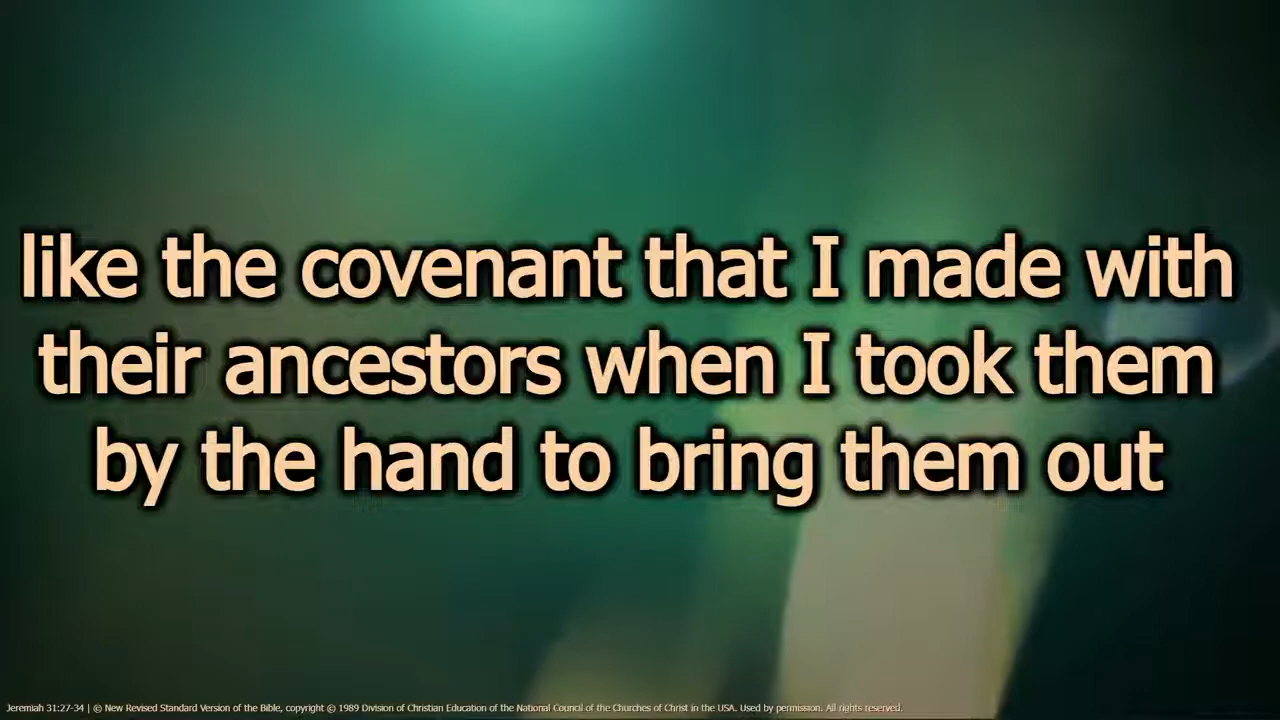 like the covenant that I made with
their ancestors when I took them
by the hand to bring them out
Jeremiah 31:27-34 | © New Revised Standard Version of the Bible, copyright © 1989 Division of Christian Education of the National Council of the Churches of Christ in the USA. Used by permission. All rights reserved.